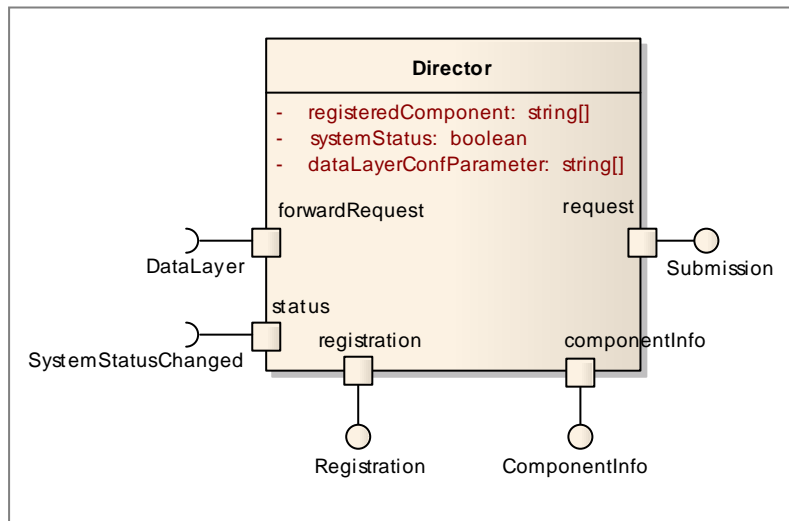 Director
- registeredComponent: string[]
- systemStatus: boolean
- dataLayerConfParameter: string[]
forwardRequest
request
DataLayer
Submission
status
registration
componentInfo
SystemStatusChanged
Registration
ComponentInfo